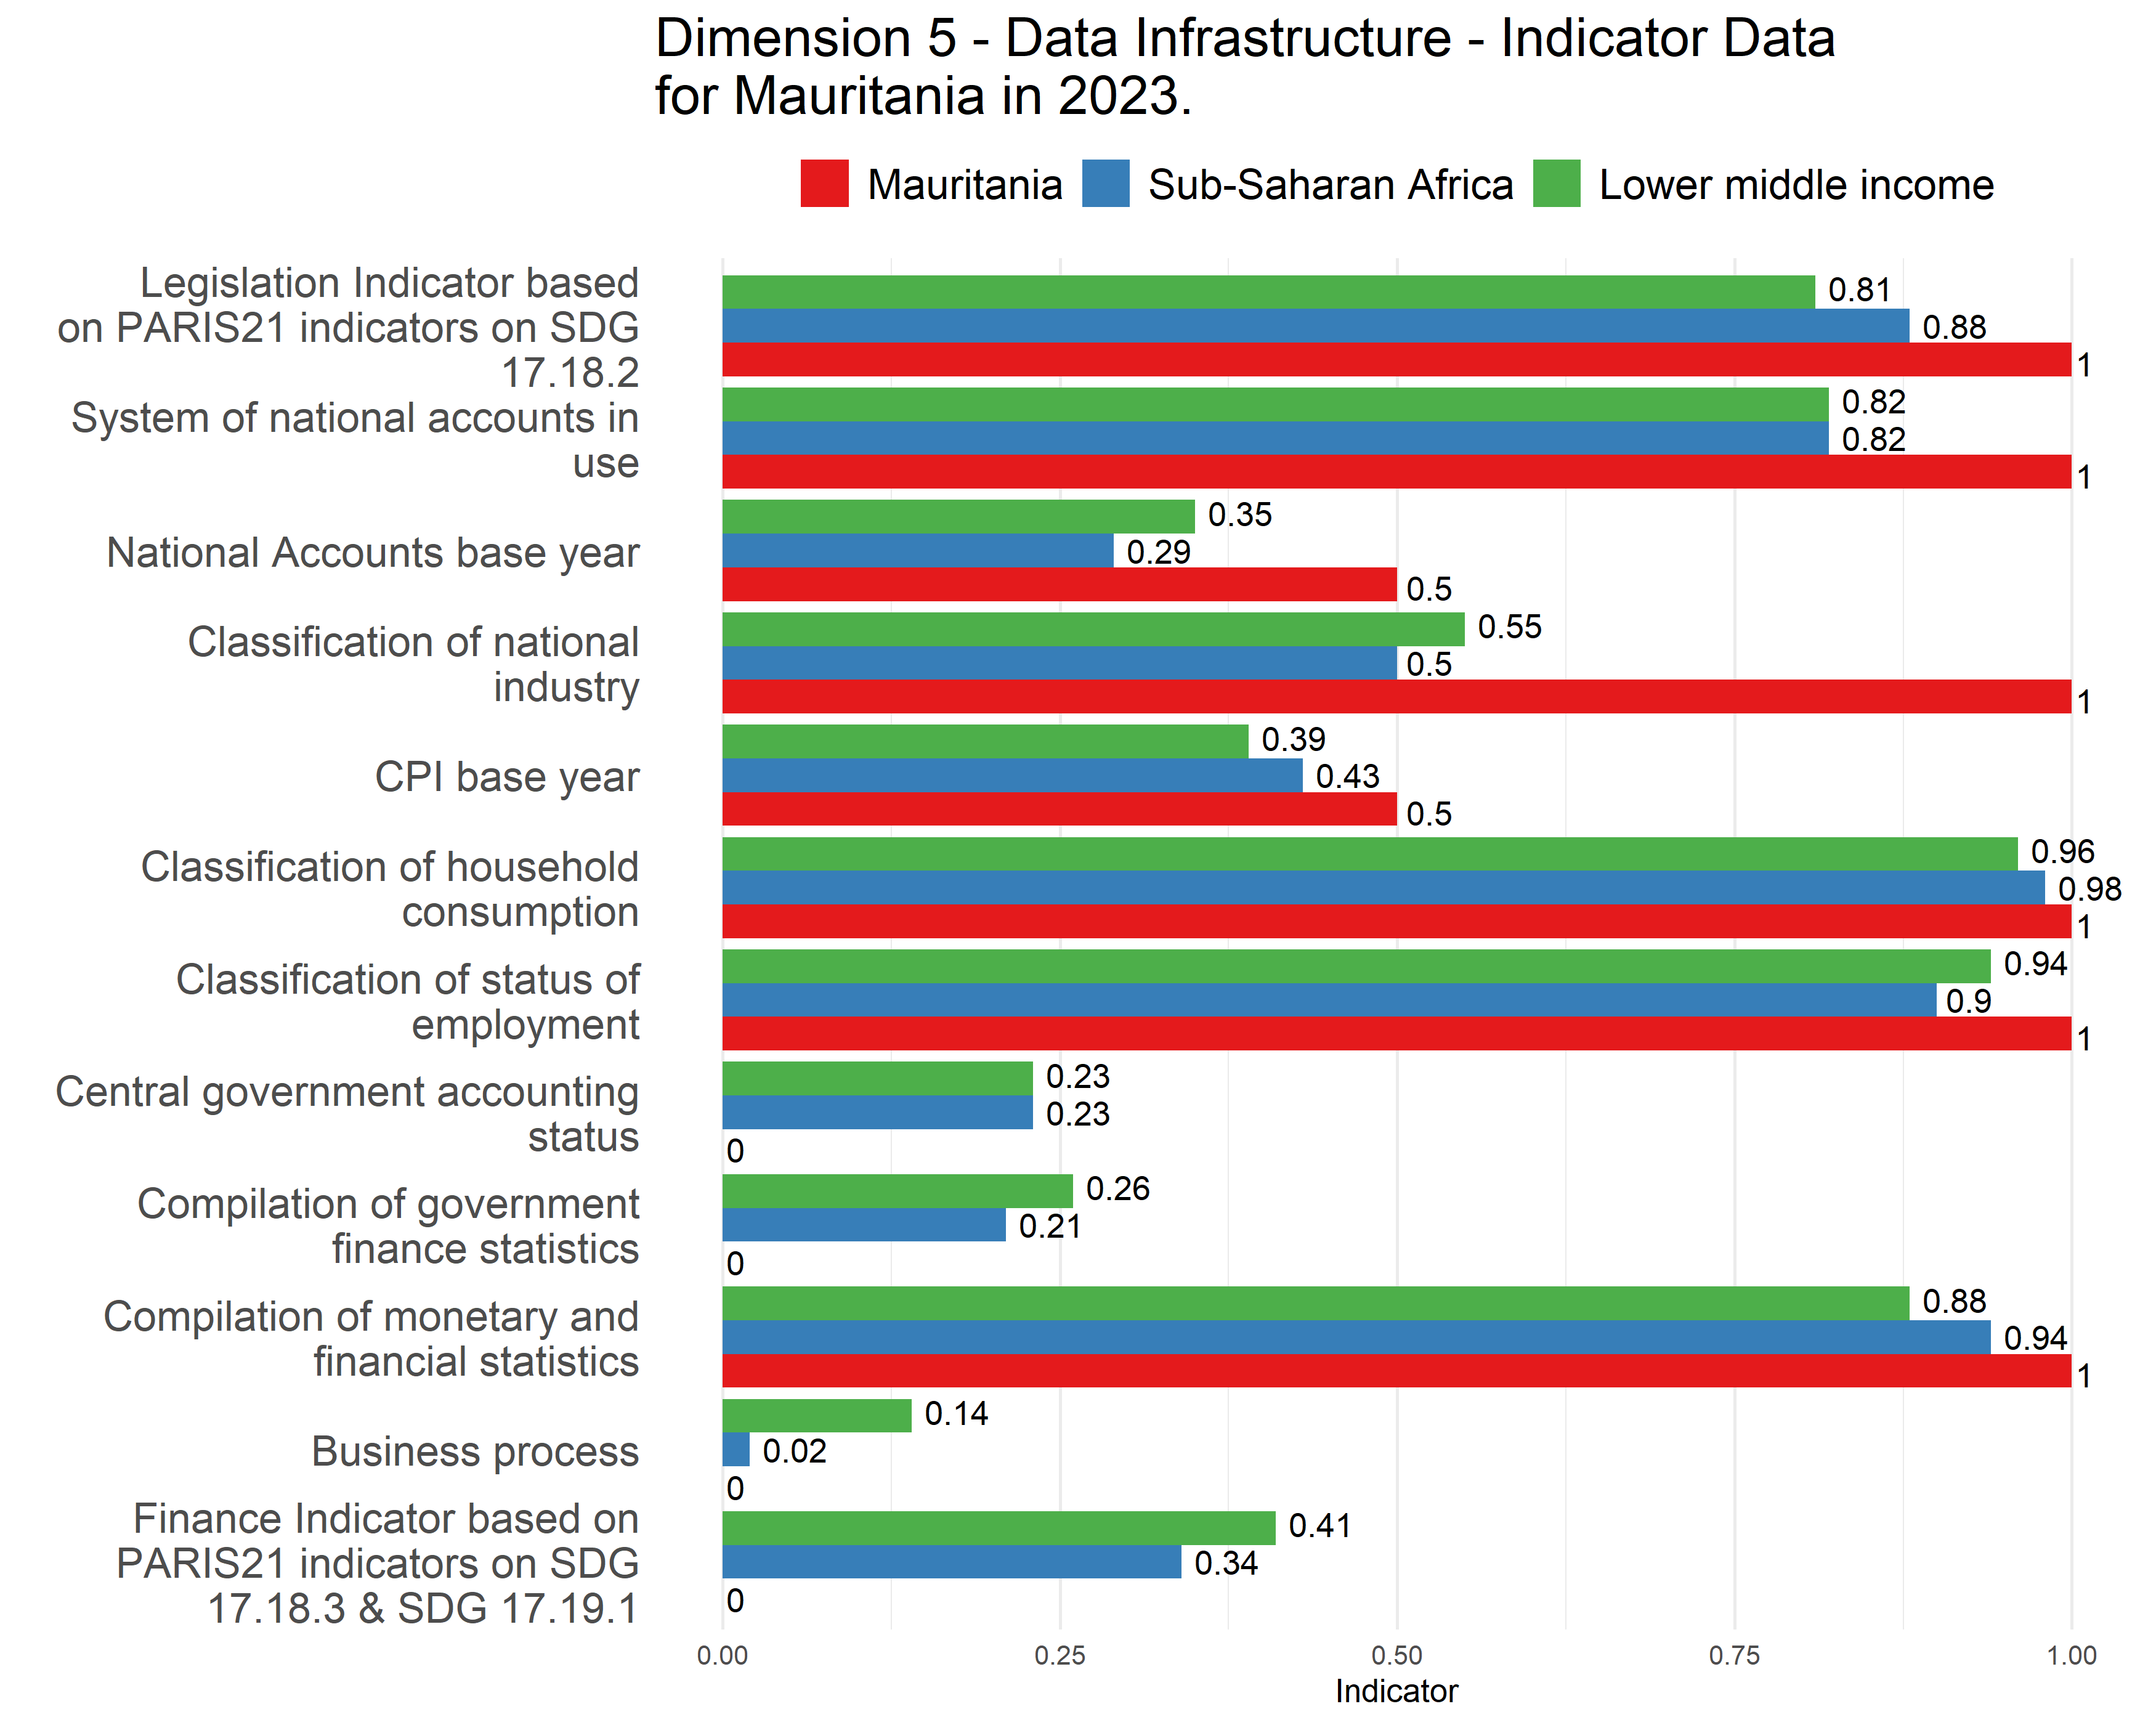 Dimension 5 - Data Infrastructure - Indicator Data
for Mauritania in 2023.
Mauritania
Sub-Saharan Africa
Lower middle income
Legislation Indicator based
on PARIS21 indicators on SDG
17.18.2
0.81
0.88
1
System of national accounts in
use
0.82
0.82
1
National Accounts base year
0.35
0.29
0.5
Classification of national
industry
0.55
0.5
1
CPI base year
0.39
0.43
0.5
Classification of household
consumption
0.96
0.98
1
Classification of status of
employment
0.94
0.9
1
Central government accounting
status
0.23
0.23
0
Compilation of government
finance statistics
0.26
0.21
0
Compilation of monetary and
financial statistics
0.88
0.94
1
Business process
0.14
0.02
0
Finance Indicator based on
PARIS21 indicators on SDG
17.18.3 & SDG 17.19.1
0.41
0.34
0
0.00
0.25
0.50
0.75
1.00
Indicator